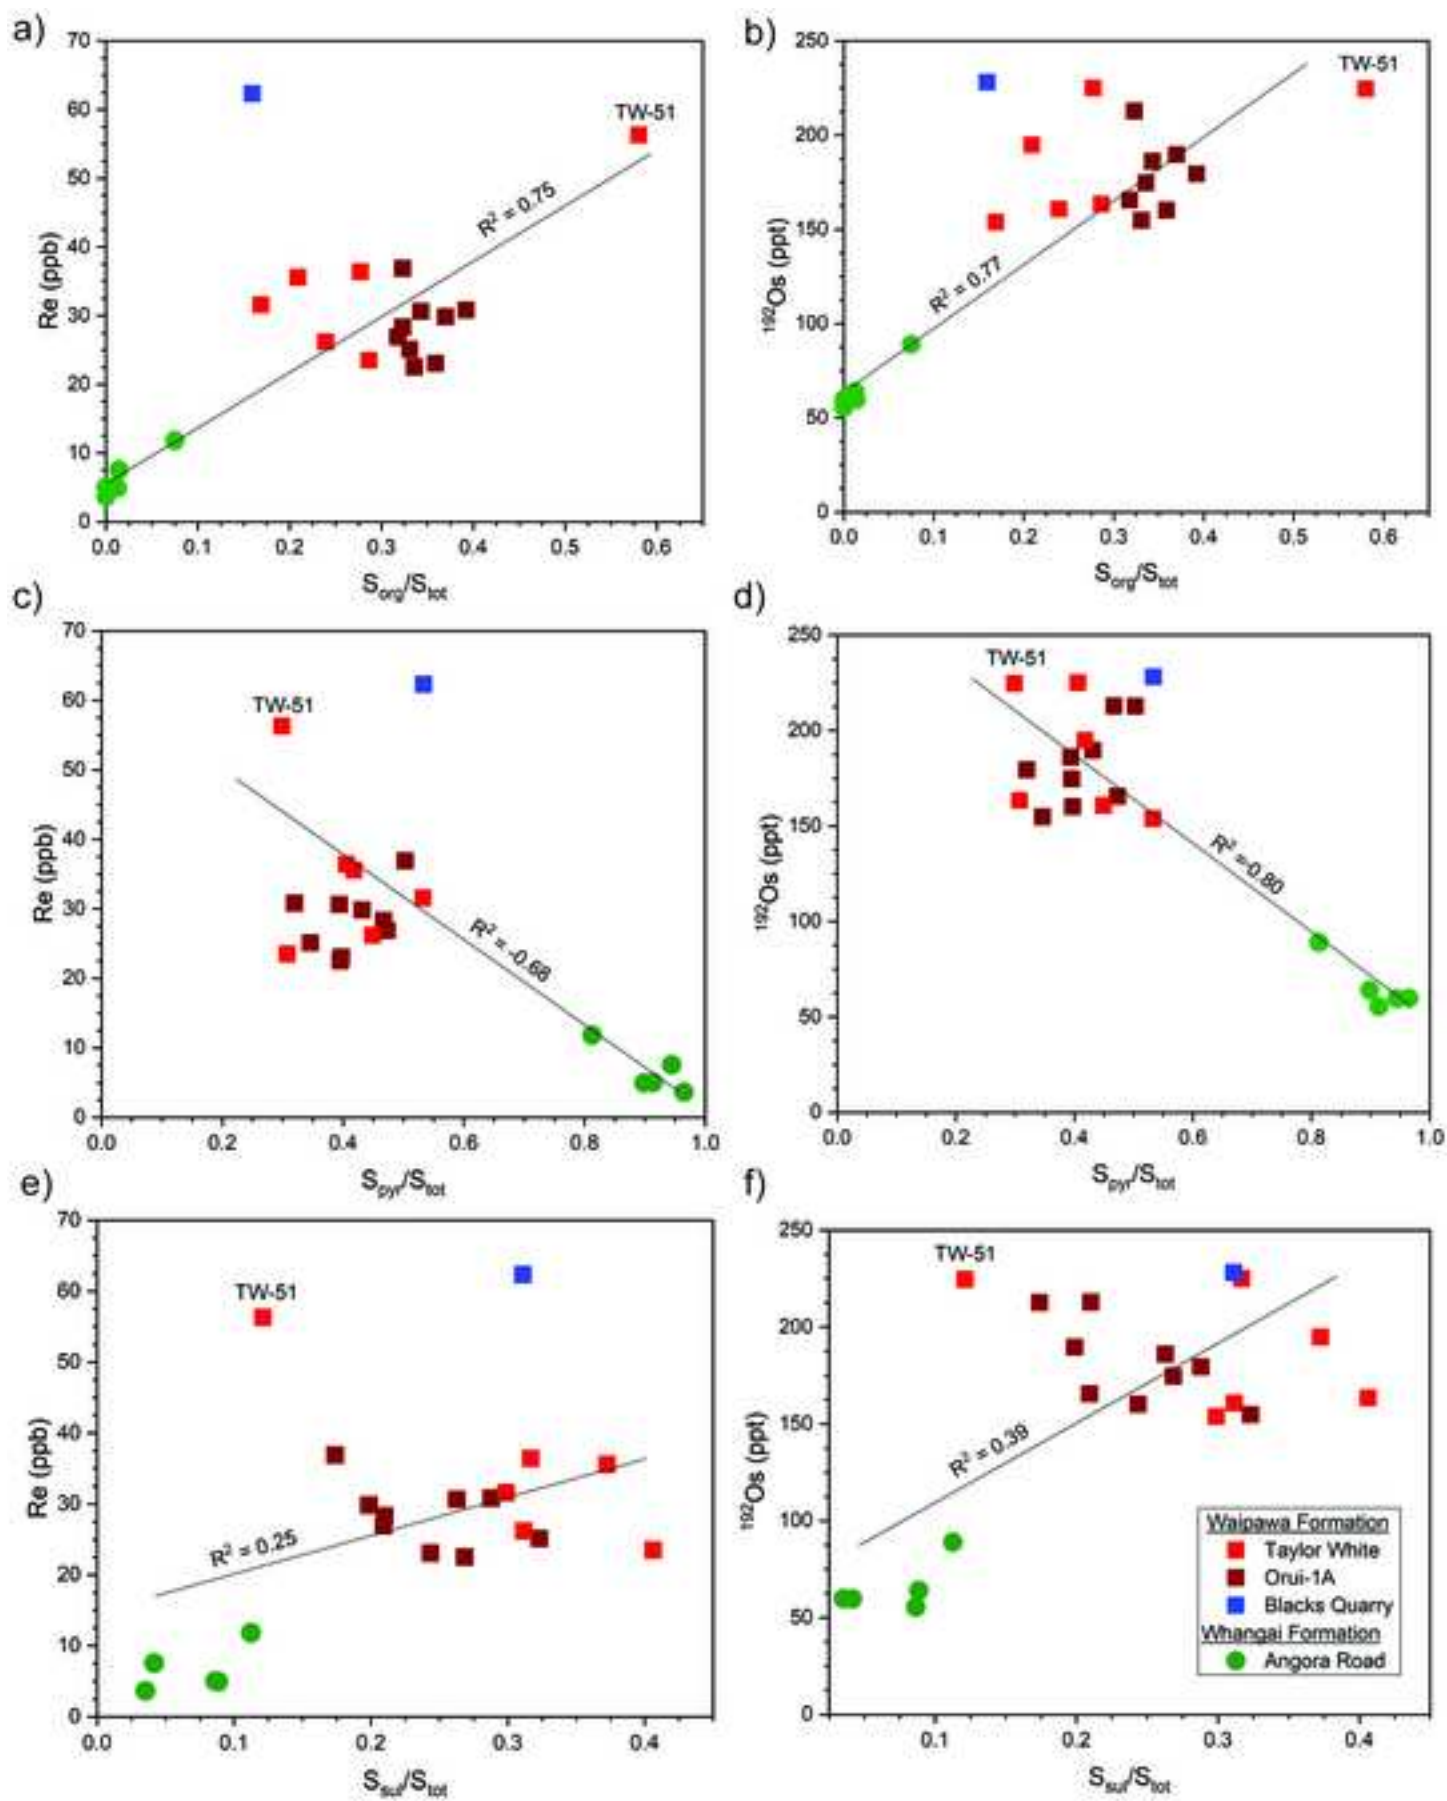 a)
70
60
50
40
30
20
10
0
Re (ppb)
TW-51
R² = 0.75
0.0 0.1 0.2 0.3 0.4 0.5 0.6
Sorg/Stot
b)
250
200
150
100
50
0
¹⁹²Os (ppt)
TW-51
R² = 0.77
0.0 0.1 0.2 0.3 0.4 0.5 0.6
Sorg/Stot
c)
70
60
50
40
30
20
10
0
Re (ppb)
TW-51
R² = -0.68
0.0 0.2 0.4 0.6 0.8 1.0
Spyr/Stot
d)
250
200
150
100
50
0
¹⁹²Os (ppt)
TW-51
R² =-0.80
0.0 0.2 0.4 0.6 0.8 1.0
Spyr/Stot
e)
70
60
50
40
30
20
10
0
Re (ppb)
TW-51
R² = 0.25
0.0 0.1 0.2 0.3 0.4
Ssul/Stot
f)
250
200
150
100
50
0
¹⁹²Os (ppt)
TW-51
R² = 0.39
0.1 0.2 0.3 0.4
Ssul/Stot
Waipawa Formation
Taylor White
Orui-1A
Blacks Quarry
Whangai Formation
Angora Road